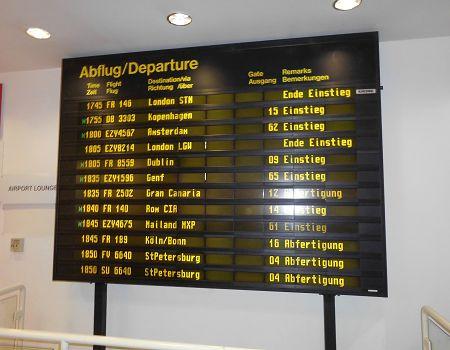 Abflug/Departure
Time Flight Destination/via Gate Remarks
Zeit Flug Richtung /über Ausgang Bemerkungen
1745 FR 146 London STN Ende Einstieg
1755 DB 3303 Kopenhagen 15 Einstieg
1800 EZY4567 Amsterdam 62 Einstieg
1805 EZY8214 London LGW Ende Einstieg
1805 FR 8559 Dublin 09 Einstieg
1835 EZY1596 Genf 65 Einstieg
1835 FR 2502 Gran Canaria 12 Abfertigung
1840 FR 140 Rom CIA 14 Einstieg
1845 EZY4675 Mailand MXP 61 Einstieg
1845 FR 189 Köln/Bonn 16 Abfertigung
1850 FV 6640 StPetersburg 04 Abfertigung
1850 SU 6640 StPetersburg 04 Abfertigung
AIRPORT LOUNGE